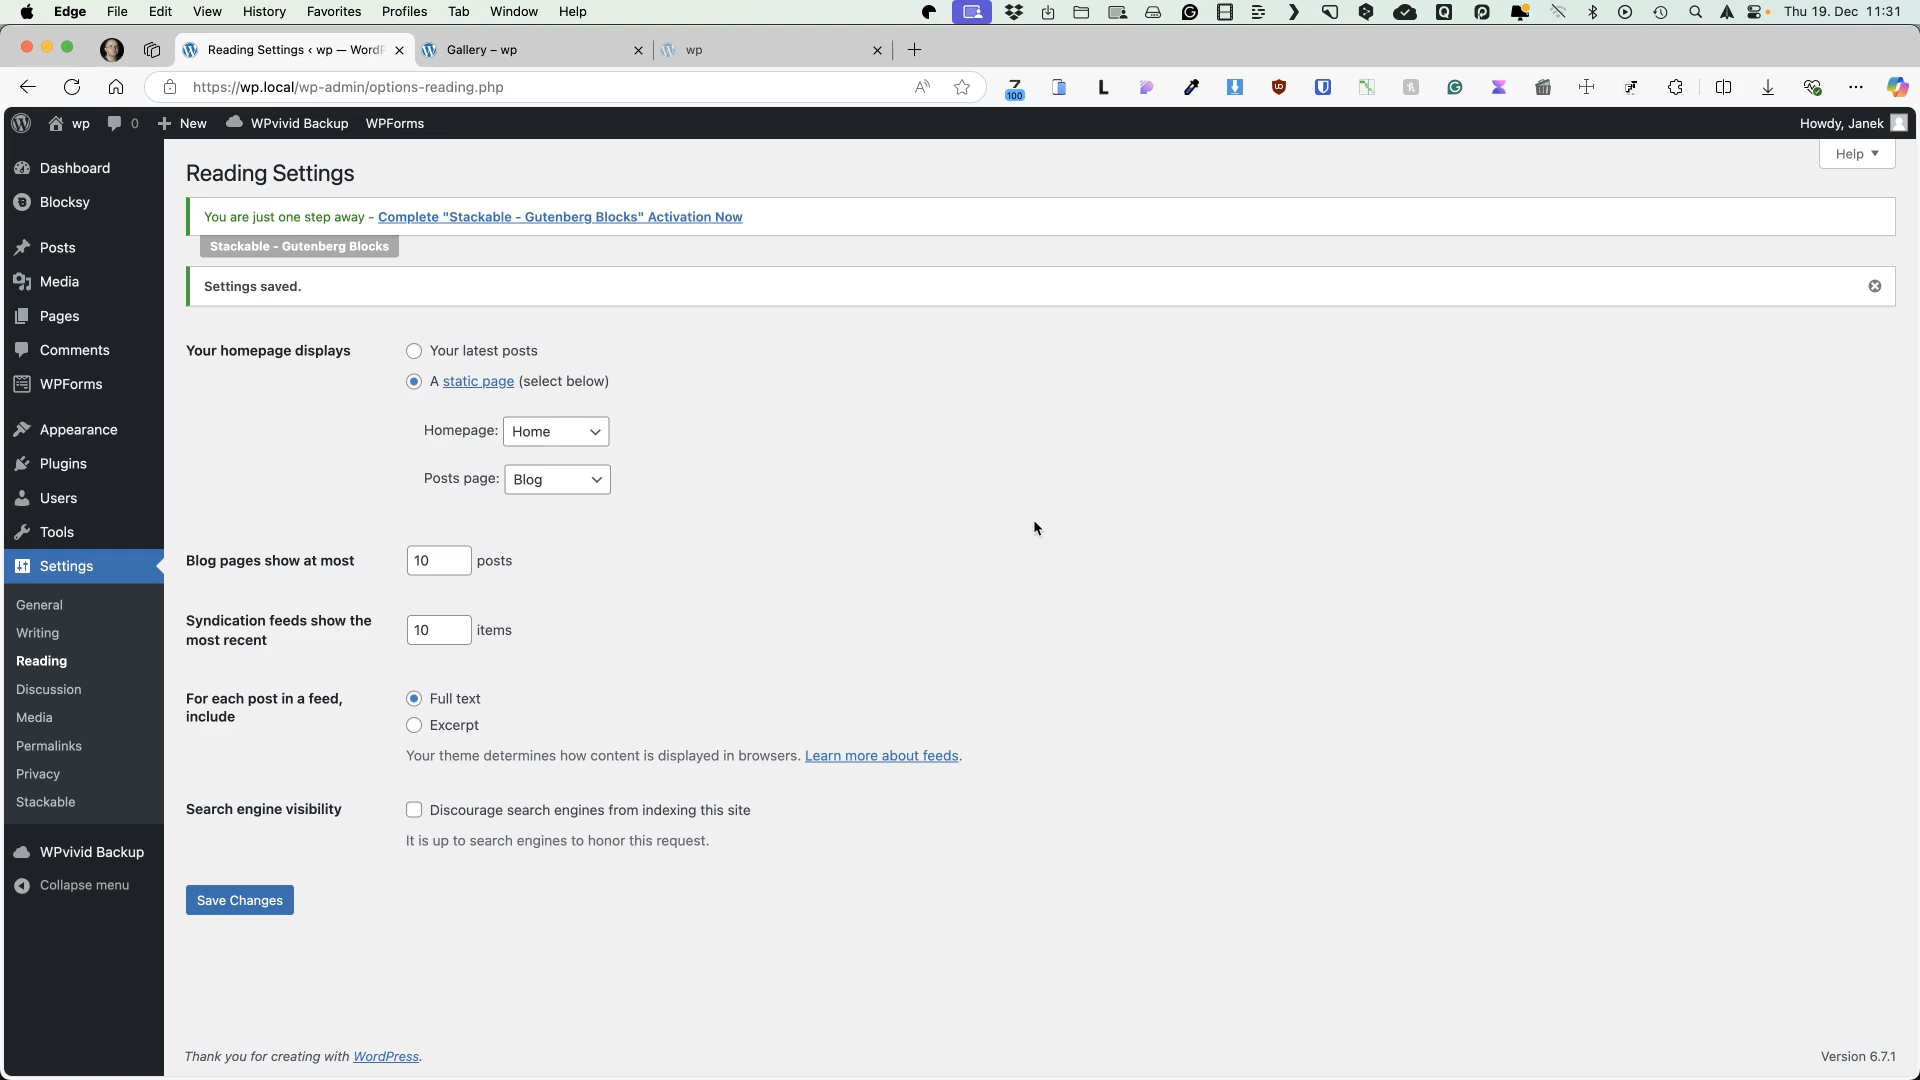 Edge File Edit View History Favorites Profiles Tab Window Help Thu 19. Dec 11:31
Reading Settings ‹ wp — WordP
Gallery – wp
wp
https://wp.local/wp-admin/options-reading.php
100
wp 0 New WPvivid Backup WPForms Howdy, Janek
Help
Dashboard
Blocksy
Posts
Media
Pages
Comments
WPForms
Appearance
Plugins
Users
Tools
Settings
General
Writing
Reading
Discussion
Media
Permalinks
Privacy
Stackable
WPvivid Backup
Collapse menu
Reading Settings
You are just one step away - Complete "Stackable - Gutenberg Blocks" Activation Now
Stackable - Gutenberg Blocks
Settings saved.
Your homepage displays
Your latest posts
A static page (select below)
Homepage: Home
Posts page: Blog
Blog pages show at most
10 posts
Syndication feeds show the
most recent
10 items
For each post in a feed,
include
Full text
Excerpt
Your theme determines how content is displayed in browsers. Learn more about feeds.
Search engine visibility
Discourage search engines from indexing this site
It is up to search engines to honor this request.
Save Changes
Thank you for creating with WordPress.
Version 6.7.1